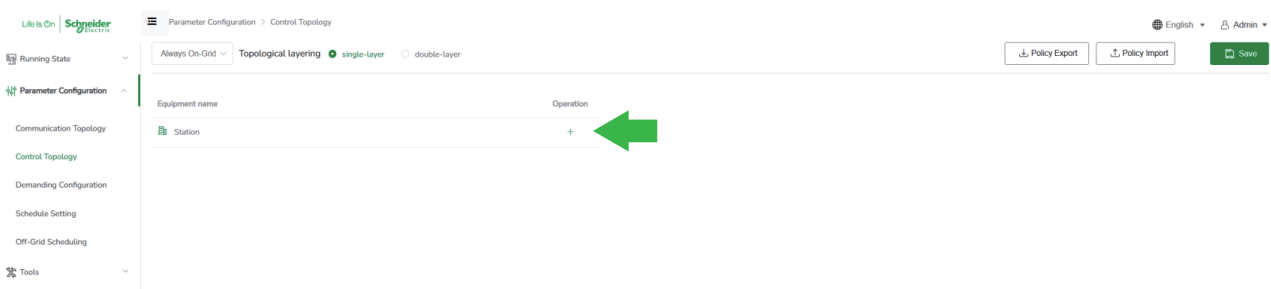 Life Is On Schneider Electric
Parameter Configuration > Control Topology
English
Admin
Running State
Always On-Grid
Topological layering
single-layer
double-layer
Policy Export
Policy Import
Save
Parameter Configuration
Equipment name
Operation
Station
+
Communication Topology
Control Topology
Demanding Configuration
Schedule Setting
Off-Grid Scheduling
Tools